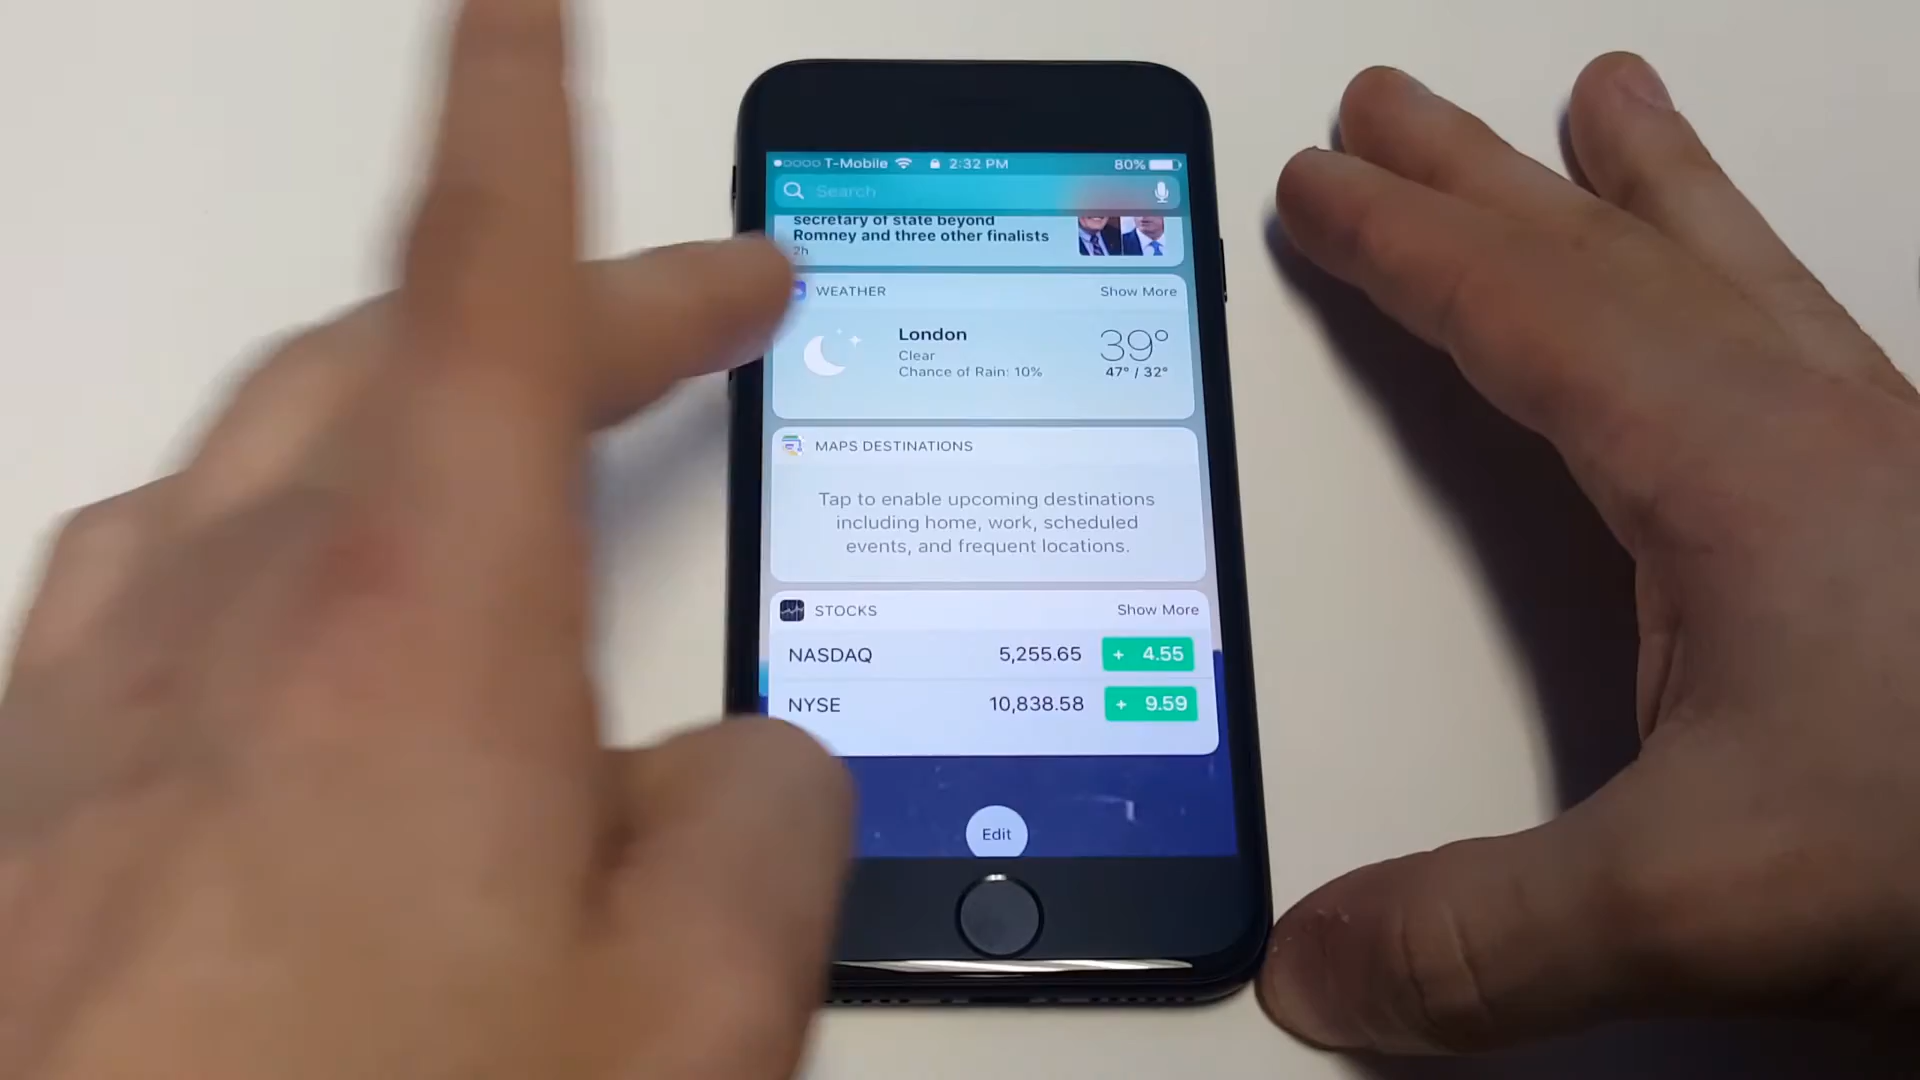 T-Mobile 2:32 PM 80%
Search
secretary of state beyond
Romney and three other finalists
2h
WEATHER Show More
London
Clear
Chance of Rain: 10%
39°
47° / 32°
MAPS DESTINATIONS
Tap to enable upcoming destinations
including home, work, scheduled
events, and frequent locations.
STOCKS Show More
NASDAQ 5,255.65 + 4.55
NYSE 10,838.58 + 9.59
Edit